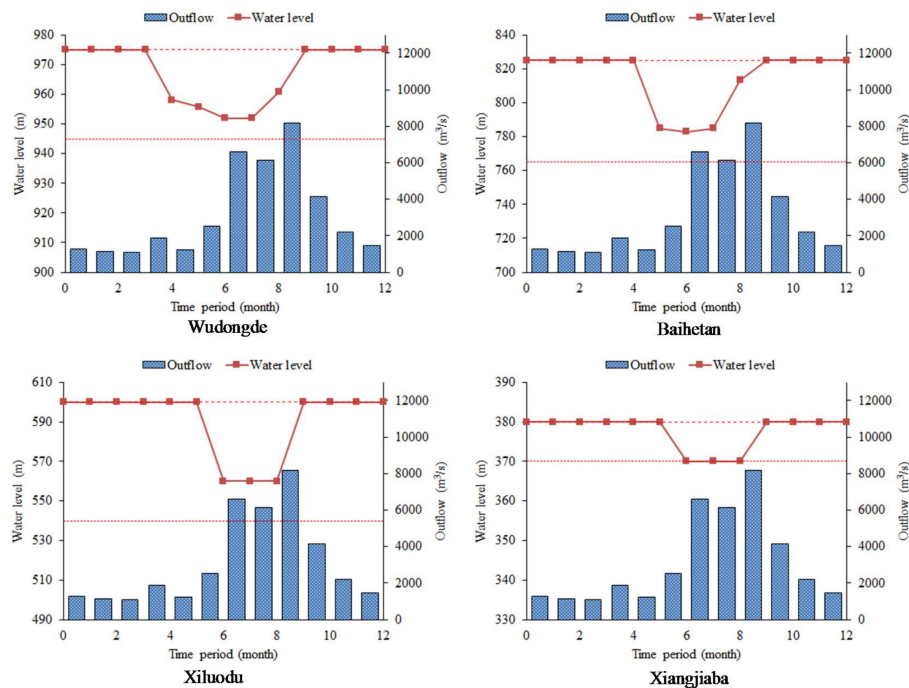 Outflow Water level
980
970
960
950
940
930
920
910
900
12000
10000
8000
6000
4000
2000
0
Water level (m)
Outflow (m³/s)
0 2 4 6 8 10 12
Time period (month)
Wudongde
Outflow Water level
840
820
800
780
760
740
720
700
12000
10000
8000
6000
4000
2000
0
Water level (m)
Outflow (m³/s)
0 2 4 6 8 10 12
Time period (month)
Baihetan
Outflow Water level
610
590
570
550
530
510
490
12000
10000
8000
6000
4000
2000
0
Water level (m)
Outflow (m³/s)
0 2 4 6 8 10 12
Time period (month)
Xiluodu
Outflow Water level
390
380
370
360
350
340
330
12000
10000
8000
6000
4000
2000
0
Water level (m)
Outflow (m³/s)
0 2 4 6 8 10 12
Time period (month)
Xiangjiaba